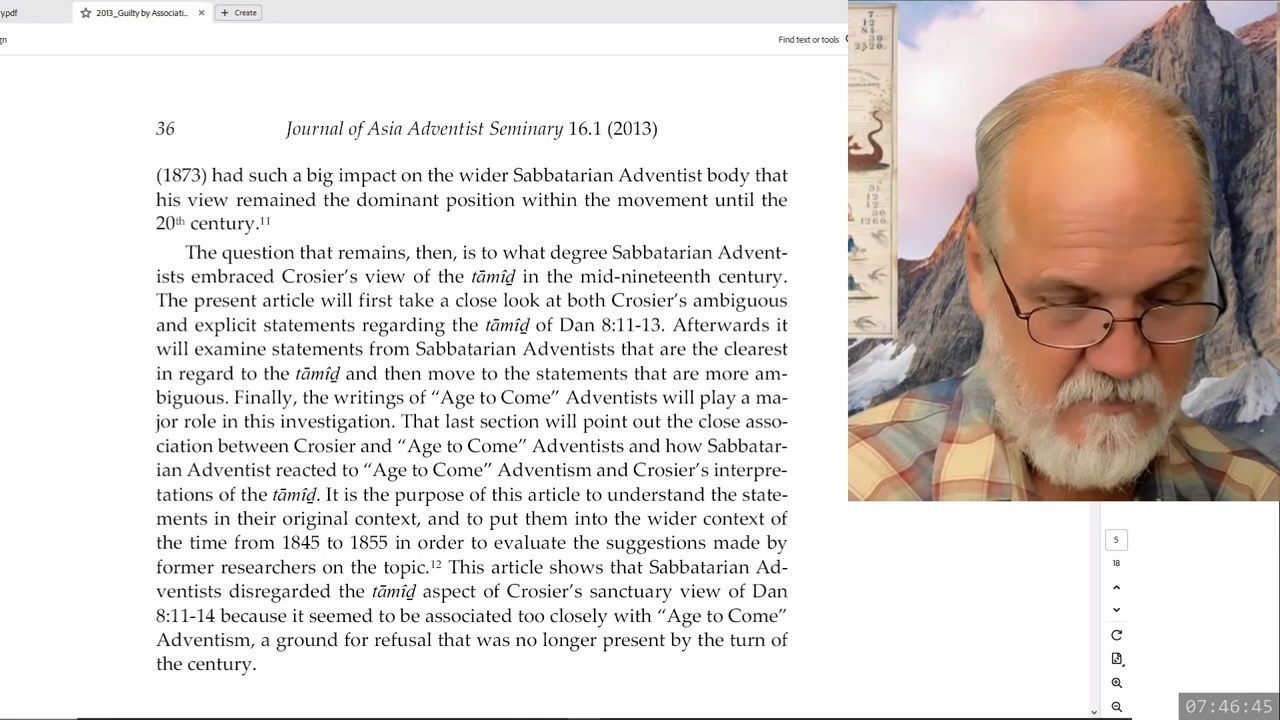 y.pdf
2013_Guilty by Associati...
Create
gn
Find text or tools
36 Journal of Asia Adventist Seminary 16.1 (2013)
(1873) had such a big impact on the wider Sabbatarian Adventist body that
his view remained the dominant position within the movement until the
20th century.11
The question that remains, then, is to what degree Sabbatarian Advent-
ists embraced Crosier’s view of the tāmîḏ in the mid-nineteenth century.
The present article will first take a close look at both Crosier’s ambiguous
and explicit statements regarding the tāmîḏ of Dan 8:11-13. Afterwards it
will examine statements from Sabbatarian Adventists that are the clearest
in regard to the tāmîḏ and then move to the statements that are more am-
biguous. Finally, the writings of “Age to Come” Adventists will play a ma-
jor role in this investigation. That last section will point out the close asso-
ciation between Crosier and “Age to Come” Adventists and how Sabbatar-
ian Adventist reacted to “Age to Come” Adventism and Crosier’s interpre-
tations of the tāmîḏ. It is the purpose of this article to understand the state-
ments in their original context, and to put them into the wider context of
the time from 1845 to 1855 in order to evaluate the suggestions made by
former researchers on the topic.12 This article shows that Sabbatarian Ad-
ventists disregarded the tāmîḏ aspect of Crosier’s sanctuary view of Dan
8:11-14 because it seemed to be associated too closely with “Age to Come”
Adventism, a ground for refusal that was no longer present by the turn of
the century.
7
12
84
30
2520.
1260.
5
18
07:46:45